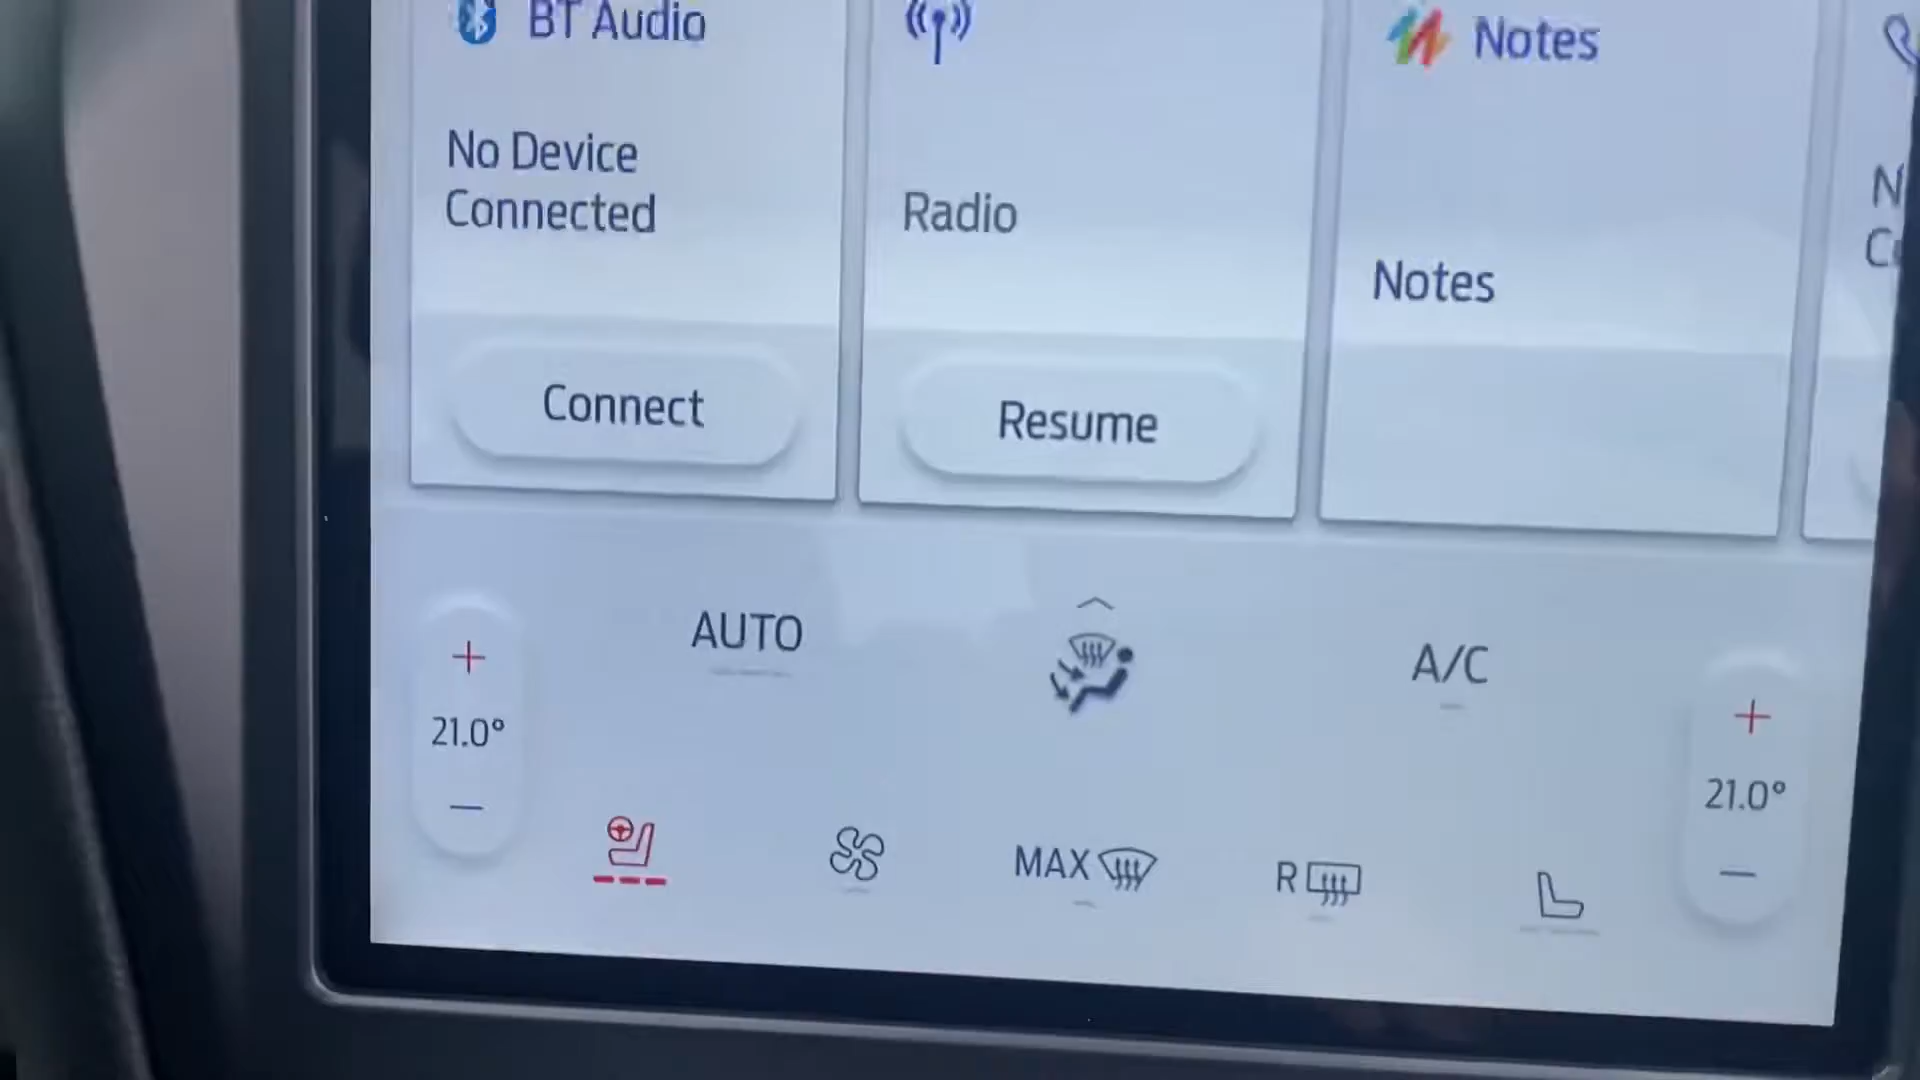 BT Audio
No Device
Connected
Connect
Radio
Resume
Notes
Notes
AUTO
A/C
+
21.0°
−
+
21.0°
−
MAX
R